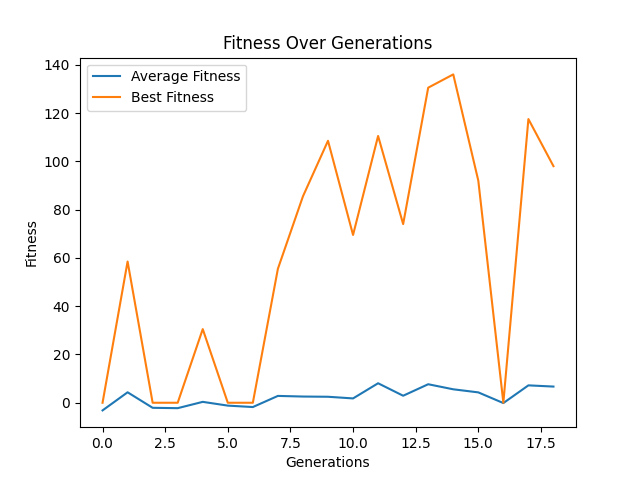 Fitness Over Generations
Average Fitness
Best Fitness
140
120
100
80
60
40
20
0
Fitness
0.0 2.5 5.0 7.5 10.0 12.5 15.0 17.5
Generations